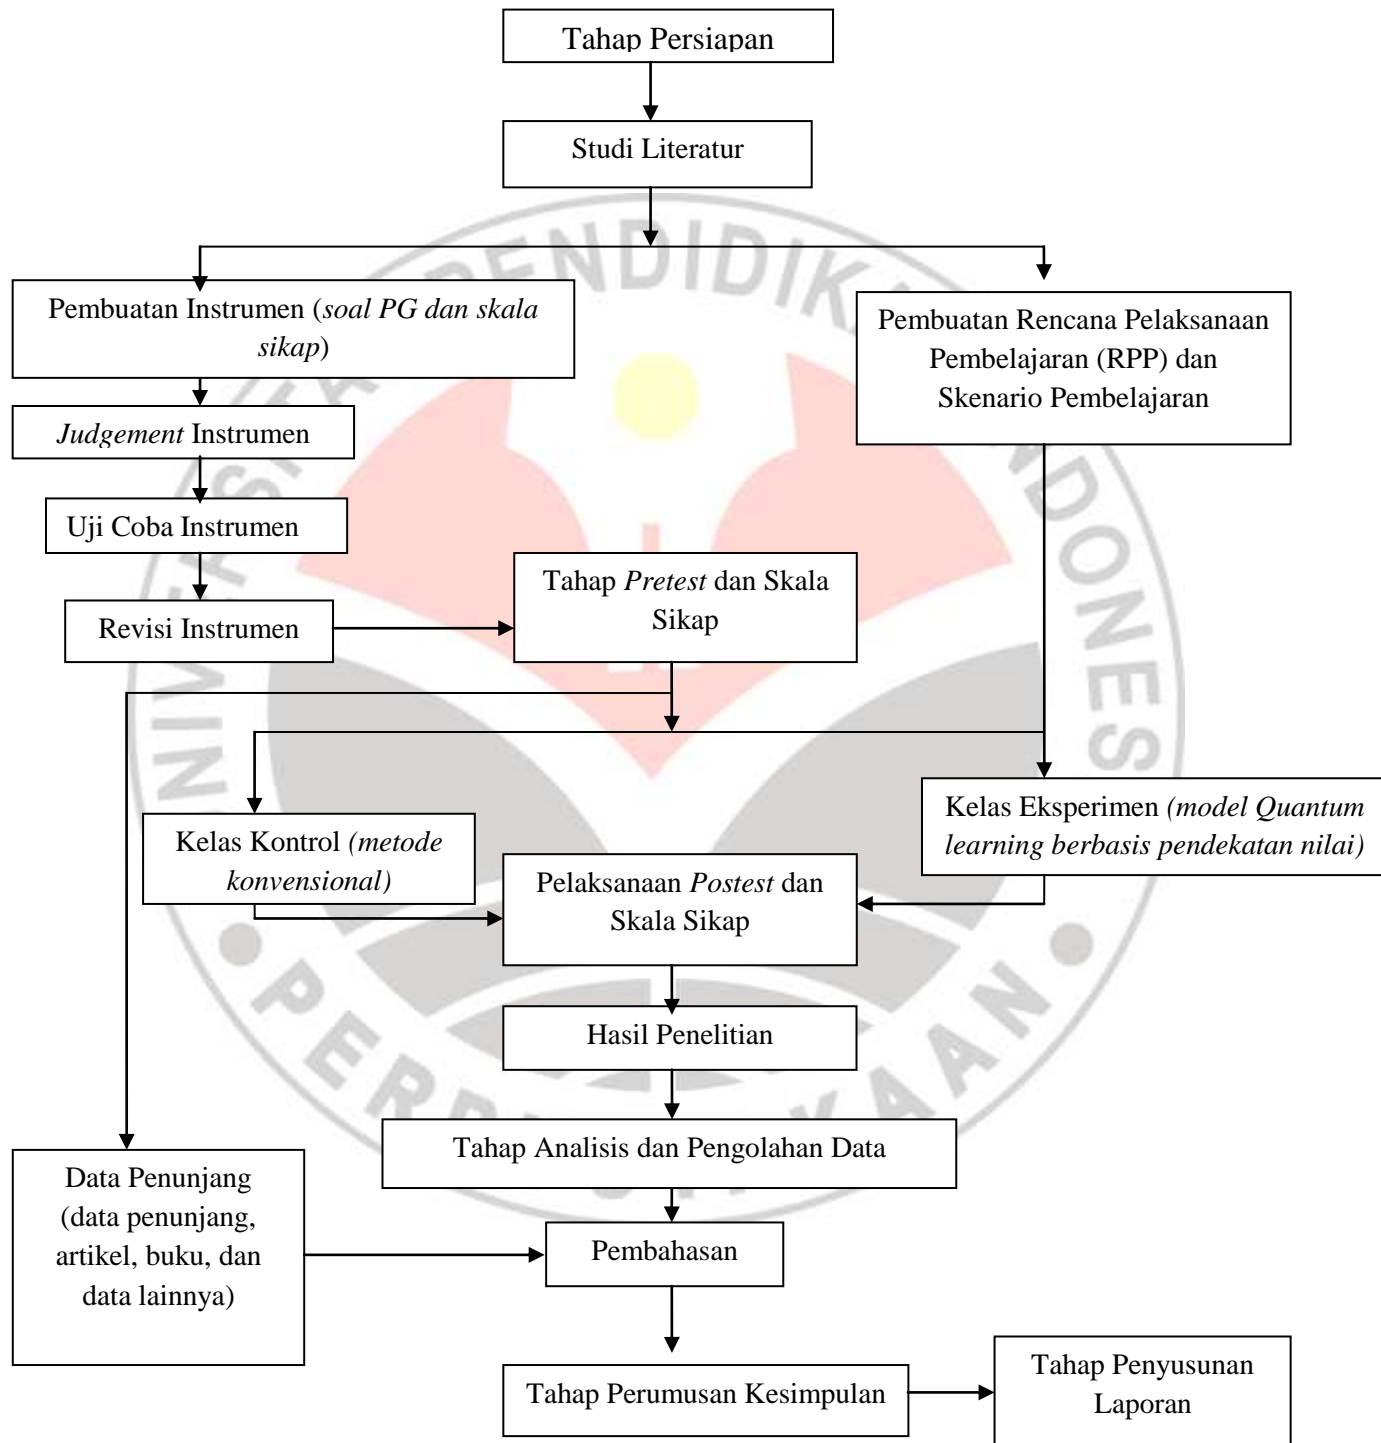 Tahap Persiapan
Studi Literatur
Pembuatan Instrumen (soal PG dan skala
sikap)
Pembuatan Rencana Pelaksanaan
Pembelajaran (RPP) dan
Skenario Pembelajaran
Judgement Instrumen
Uji Coba Instrumen
Revisi Instrumen
Tahap Pretest dan Skala
Sikap
Kelas Kontrol (metode
konvensional)
Kelas Eksperimen (model Quantum
learning berbasis pendekatan nilai)
Pelaksanaan Postest dan
Skala Sikap
Hasil Penelitian
Tahap Analisis dan Pengolahan Data
Data Penunjang
(data penunjang,
artikel, buku, dan
data lainnya)
Pembahasan
Tahap Perumusan Kesimpulan
Tahap Penyusunan
Laporan